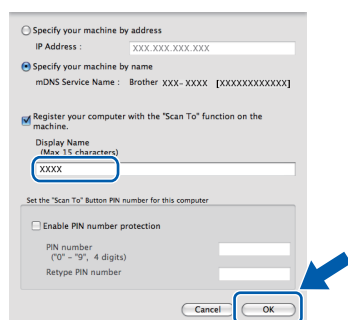 Specify your machine by address
IP Address : XXX.XXX.XXX.XXX
Specify your machine by name
mDNS Service Name : Brother XXX- XXXX [XXXXXXXXXXXX]
Register your computer with the "Scan To" function on the
machine.
Display Name
(Max 15 characters)
XXXX
Set the "Scan To" Button PIN number for this computer
Enable PIN number protection
PIN number
("0" - "9", 4 digits)
Retype PIN number
Cancel OK